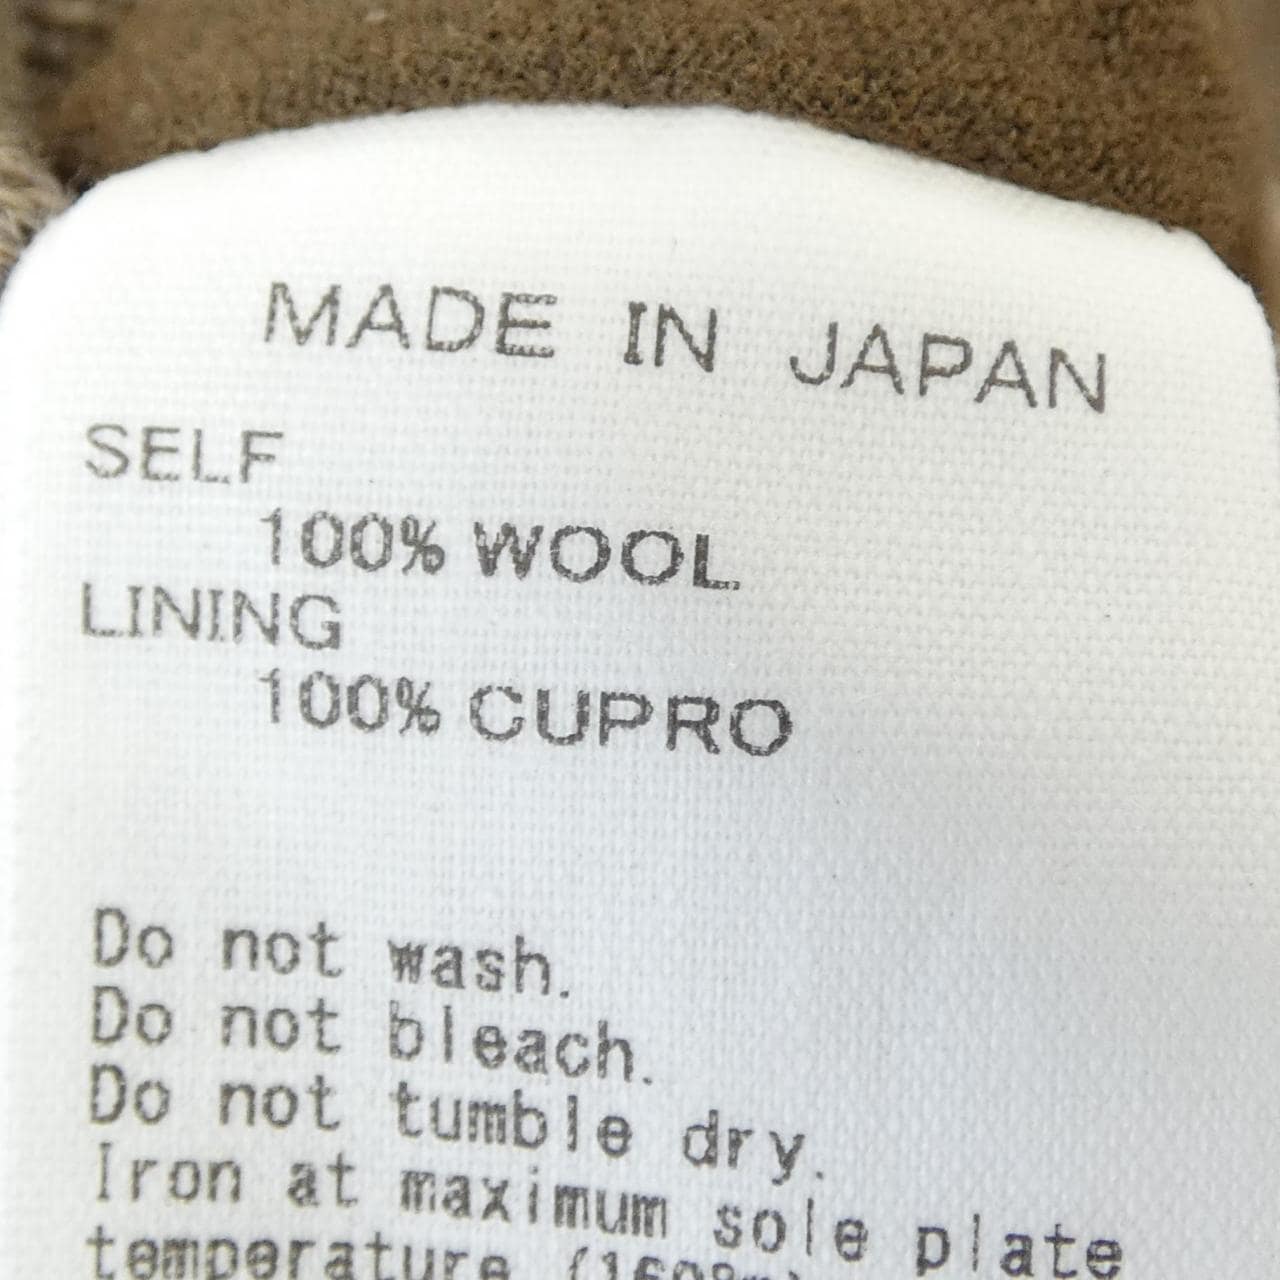 MADE IN JAPAN
SELF
100% WOOL
LINING
100% CUPRO
Do not wash.
Do not bleach.
Do not tumble dry.
Iron at maximum sole plate
temperature